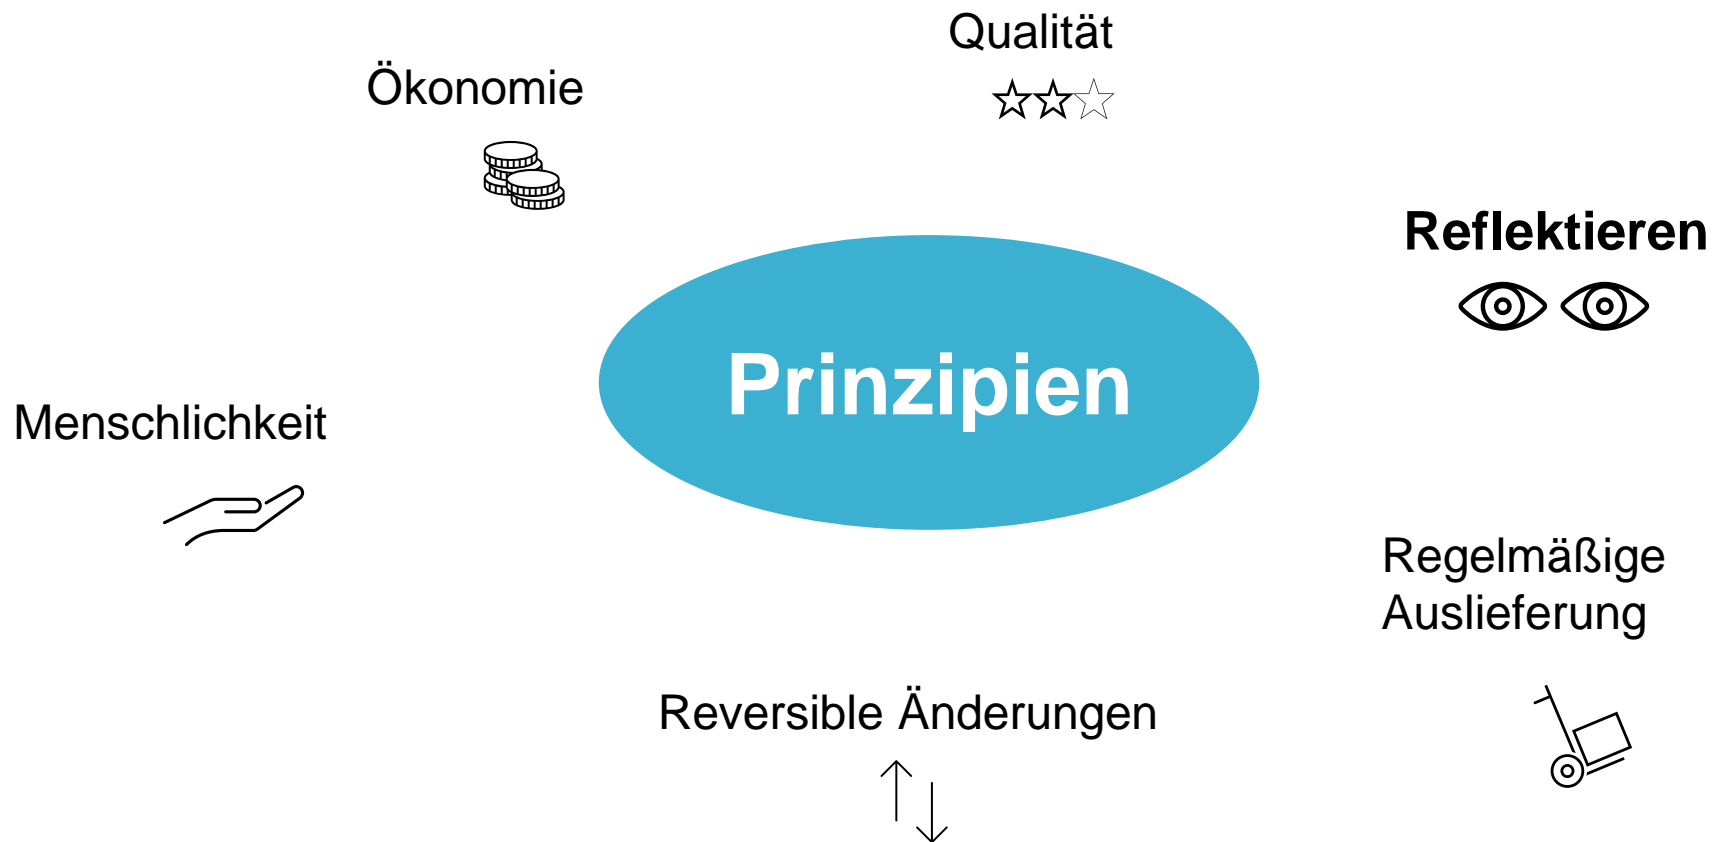 Qualität
Ökonomie
Reflektieren
Prinzipien
Menschlichkeit
Regelmäßige
Auslieferung
Reversible Änderungen